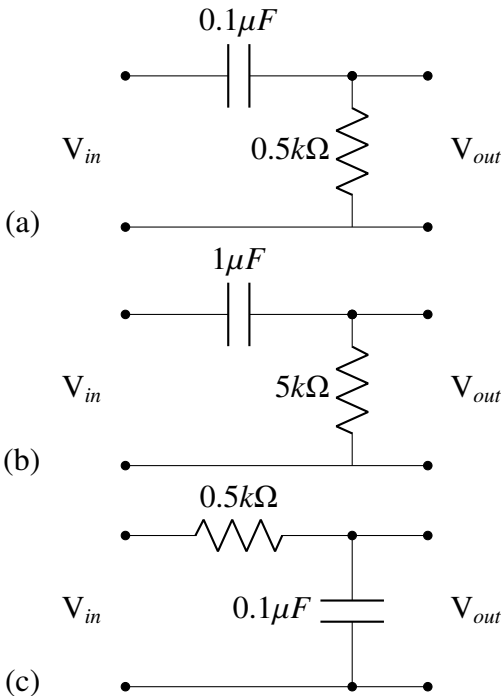 0.1μF
V_in 0.5kΩ V_out
(a)
1μF
V_in 5kΩ V_out
(b)
0.5kΩ
V_in 0.1μF V_out
(c)